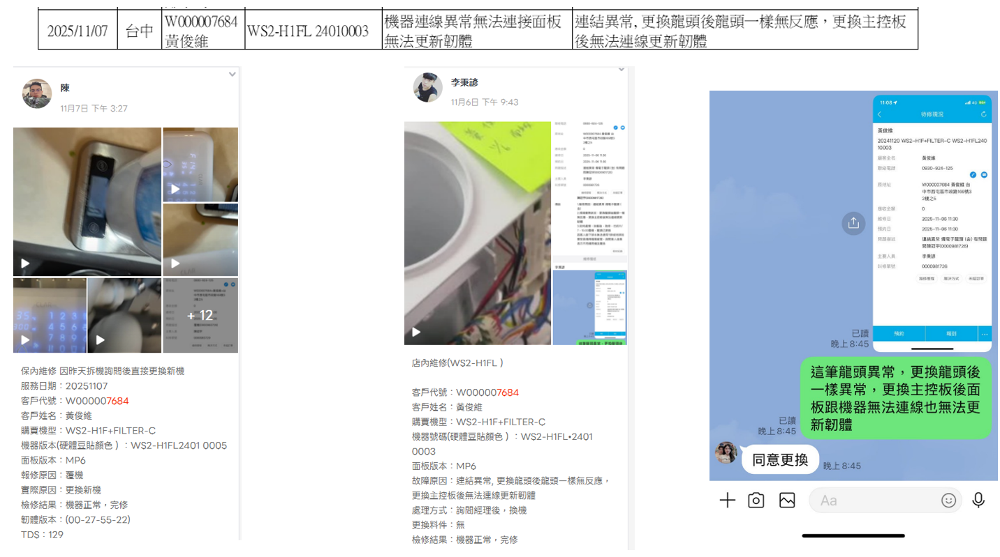 2025/11/07 台中 W000007684 黃俊維 WS2-H1FL 24010003 機器連線異常無法連接面板無法更新韌體 連結異常, 更換龍頭後龍頭一樣無反應，更換主控板後無法連線更新韌體
陳
11月7日 下午 3:27
+ 12
保內維修 因昨天拆機詢問後直接更換新機
服務日期：20251107
客戶代號：W000007684
客戶姓名：黃俊維
購買機型：WS2-H1F+FILTER-C
機器版本(硬體豆貼顏色 ) ：WS2-H1FL2401 0005
面板版本：MP6
報修原因：覆機
實際原因：更換新機
檢修結果：機器正常，完修
韌體版本：(00-27-55-22)
TDS：129
李秉諺
11月6日 下午 9:43
李秉諺
店內維修(WS2-H1FL )
客戶代號：W000007684
客戶姓名：黃俊維
購買機型：WS2-H1F+FILTER-C
機器號碼(硬體豆貼顏色 ) ：WS2-H1FL•2401
0003
面板版本：MP6
故障原因：連結異常, 更換龍頭後龍頭一樣無反應，
更換主控板後無法連線更新韌體
處理方式：詢問經理後，換機
更換料件：無
檢修結果：機器正常，完修
11:08
4G
待修現況
黃俊維
20241120 WS2-H1F+FILTER-C WS2-H1FL240
10003
顧客全名 黃俊維
聯絡電話 0930-924-125
W000007684 黃俊維 台
中市西屯區市政路169號3
2樓之5
應收金額 0
維修日 2025-11-06 11:30
預約日 2025-11-06 11:30
問題描述 連結異常 備電子龍頭 (金) 有問題
見陳冠宇(0000981726)
主要人員 李秉諺
叫修單號 0000981726
維修歷程 解決方式 未結訂單
預約 報到 ...
已讀
晚上 8:45
這筆龍頭異常，更換龍頭後
一樣異常，更換主控板後面
板跟機器無法連線也無法更
新韌體
已讀
晚上 8:45
同意更換
晚上 8:45
Aa